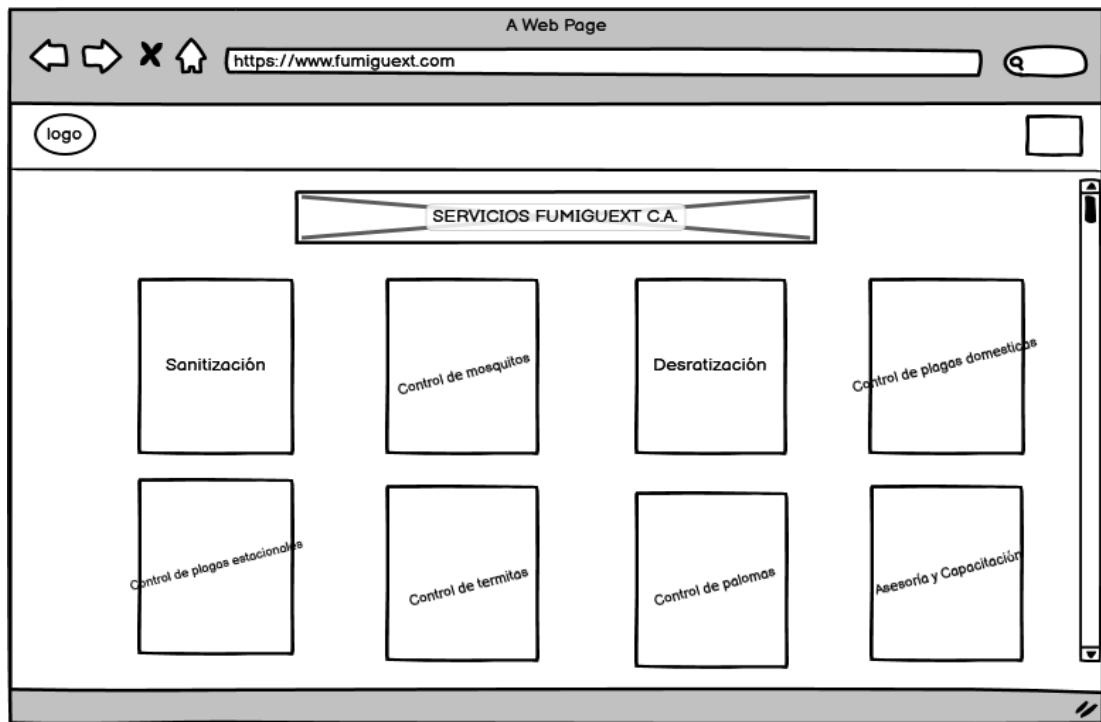 A Web Page
https://www.fumiguext.com
logo
SERVICIOS FUMIGUEXT C.A.
Sanitización
Control de mosquitos
Desratización
Control de plagas domesticas
Control de plagas estacionales
Control de termitas
Control de palomas
Asesoría y Capacitación